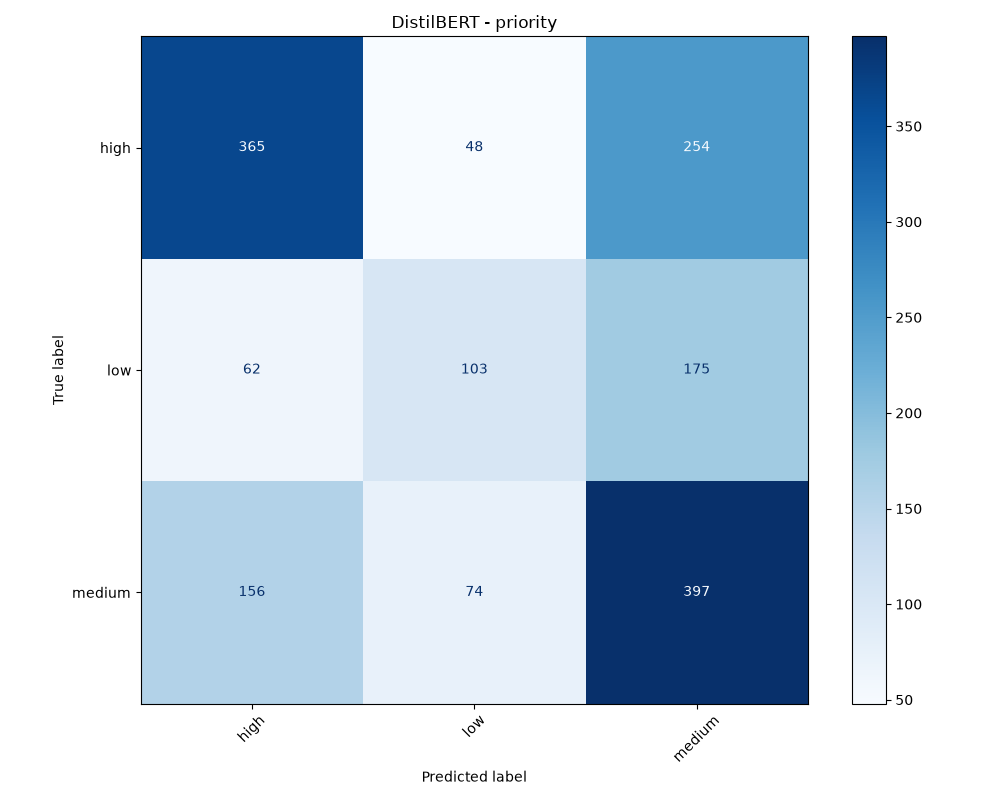 DistilBERT - priority
True label
high
365 48 254
low
62 103 175
medium
156 74 397
high low medium
Predicted label
350
300
250
200
150
100
50